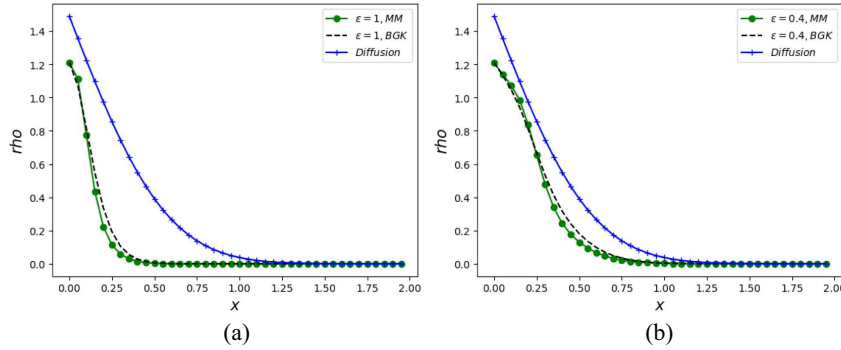 ε = 1, MM
ε = 1, BGK
Diffusion
1.4
1.2
1.0
0.8
0.6
0.4
0.2
0.0
rho
0.00 0.25 0.50 0.75 1.00 1.25 1.50 1.75 2.00
x
(a)
ε = 0.4, MM
ε = 0.4, BGK
Diffusion
1.4
1.2
1.0
0.8
0.6
0.4
0.2
0.0
rho
0.00 0.25 0.50 0.75 1.00 1.25 1.50 1.75 2.00
x
(b)